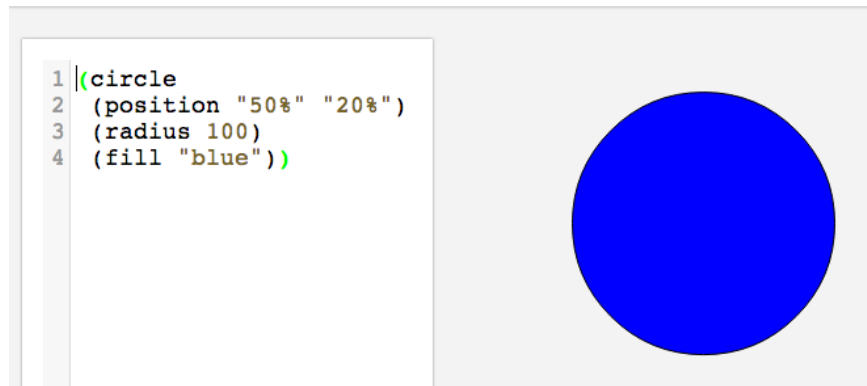 1 (circle
2 (position "50%" "20%")
3 (radius 100)
4 (fill "blue"))